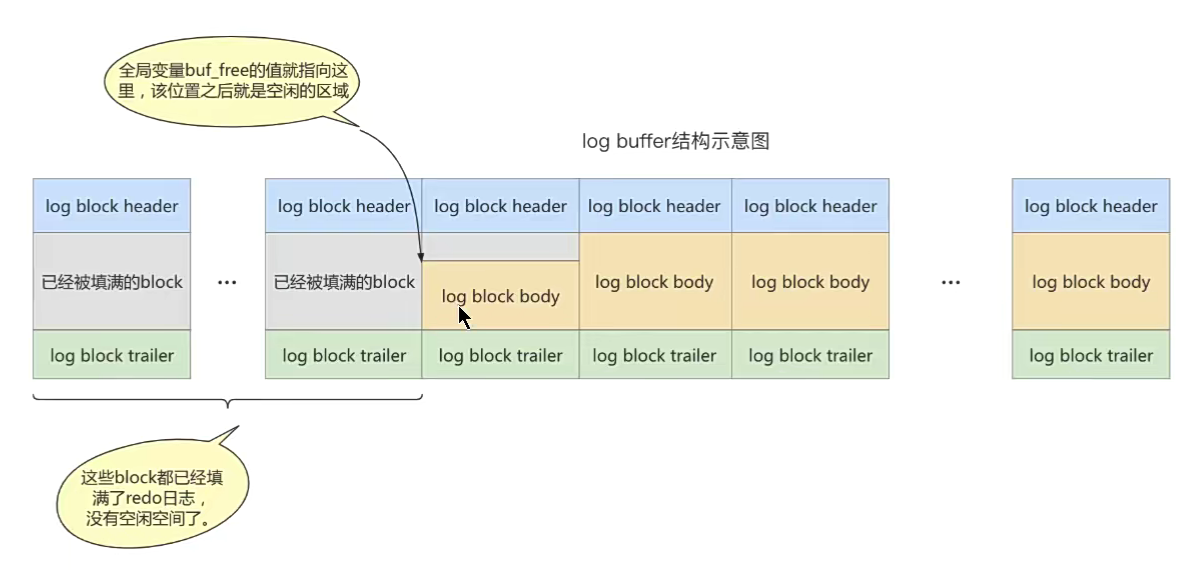 全局变量buf_free的值就指向这
里，该位置之后就是空闲的区域
log buffer结构示意图
log block header
log block header
log block header
log block header
log block header
log block header
已经被填满的block
...
已经被填满的block
log block body
log block body
log block body
...
log block body
log block trailer
log block trailer
log block trailer
log block trailer
log block trailer
log block trailer
这些block都已经填
满了redo日志，
没有空闲空间了。